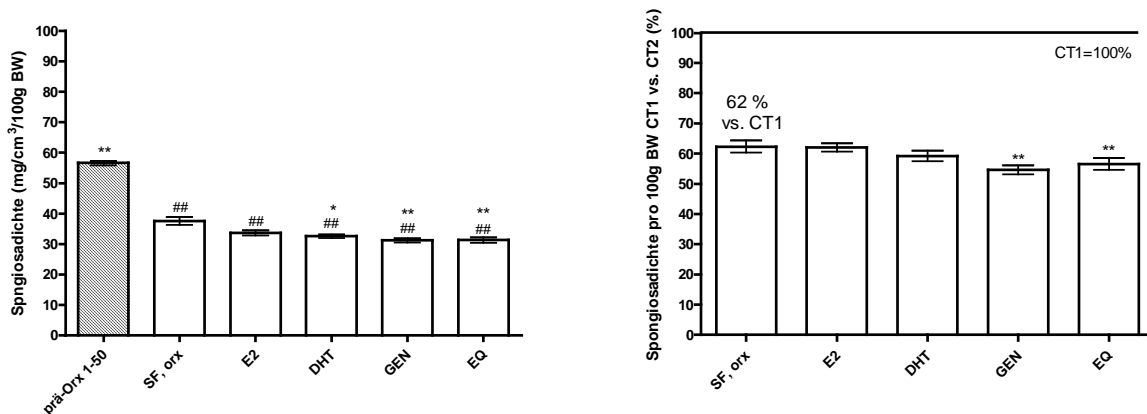 Spngiosadichte (mg/cm³/100g BW)
100
90
80
70
60
50
40
30
20
10
0
**
##
##
*
##
**
##
**
##
prä-Orx 1-50
SF, orx
E2
DHT
GEN
EQ
Spongiosadichte pro 100g BW CT1 vs. CT2 (%)
100
90
80
70
60
50
40
30
20
10
0
CT1=100%
62 %
vs. CT1
**
**
SF, orx
E2
DHT
GEN
EQ